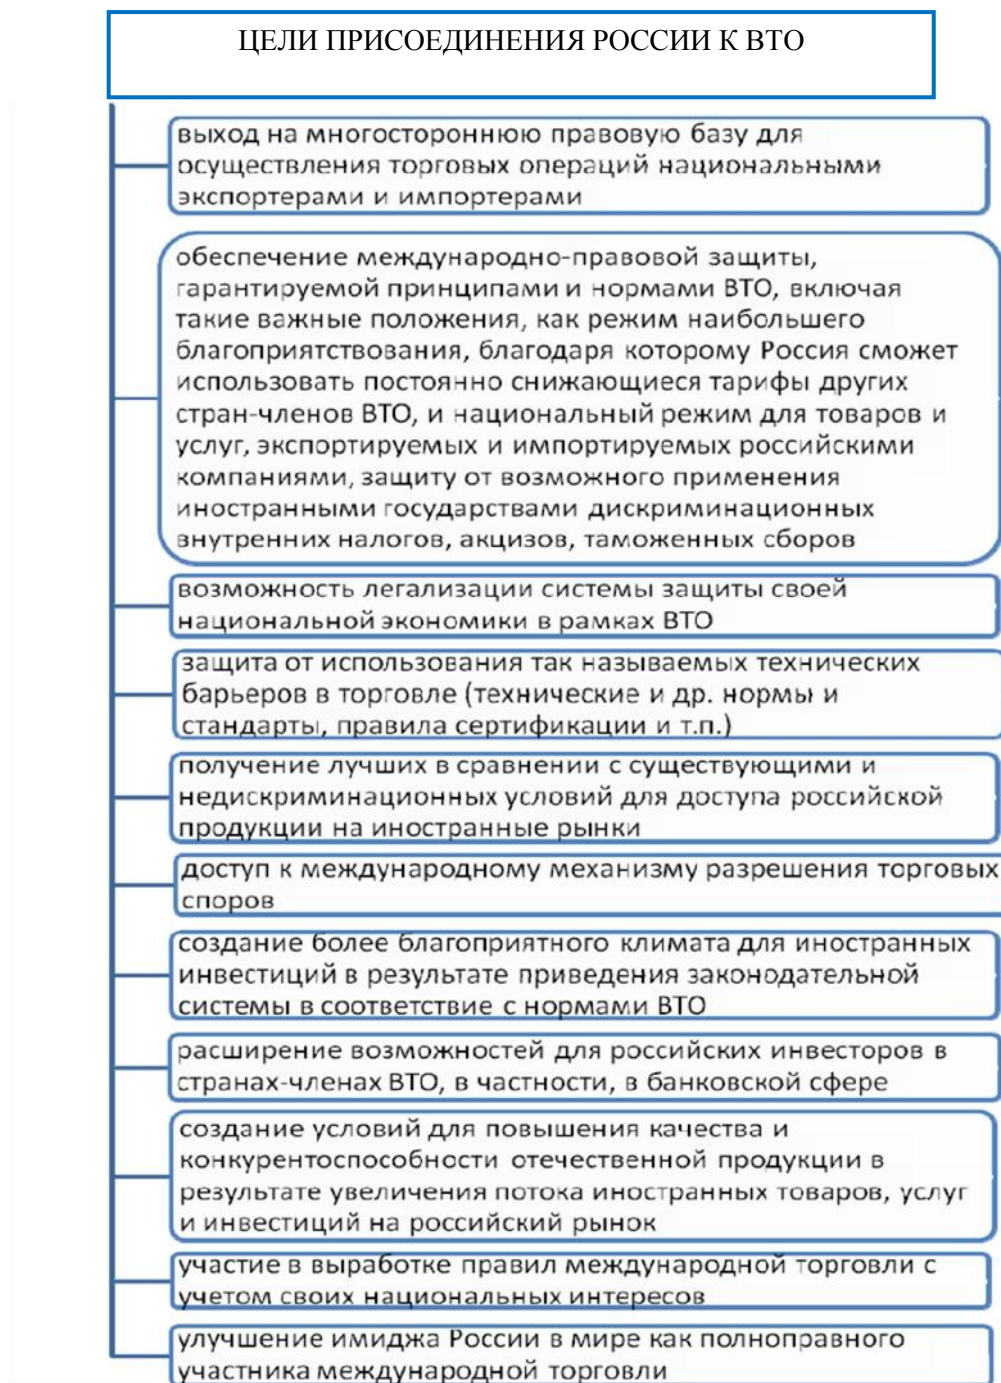 ЦЕЛИ ПРИСОЕДИНЕНИЯ РОССИИ К ВТО
выход на многостороннюю правовую базу для
осуществления торговых операций национальными
экспортерами и импортерами
обеспечение международно-правовой защиты,
гарантируемой принципами и нормами ВТО, включая
такие важные положения, как режим наибольшего
благоприятствования, благодаря которому Россия сможет
использовать постоянно снижающиеся тарифы других
стран-членов ВТО, и национальный режим для товаров и
услуг, экспортируемых и импортируемых российскими
компаниями, защиту от возможного применения
иностранными государствами дискриминационных
внутренних налогов, акцизов, таможенных сборов
возможность легализации системы защиты своей
национальной экономики в рамках ВТО
защита от использования так называемых технических
барьеров в торговле (технические и др. нормы и
стандарты, правила сертификации и т.п.)
получение лучших в сравнении с существующими и
недискриминационных условий для доступа российской
продукции на иностранные рынки
доступ к международному механизму разрешения торговых
споров
создание более благоприятного климата для иностранных
инвестиций в результате приведения законодательной
системы в соответствие с нормами ВТО
расширение возможностей для российских инвесторов в
странах-членах ВТО, в частности, в банковской сфере
создание условий для повышения качества и
конкурентоспособности отечественной продукции в
результате увеличения потока иностранных товаров, услуг
и инвестиций на российский рынок
участие в выработке правил международной торговли с
учетом своих национальных интересов
улучшение имиджа России в мире как полноправного
участника международной торговли